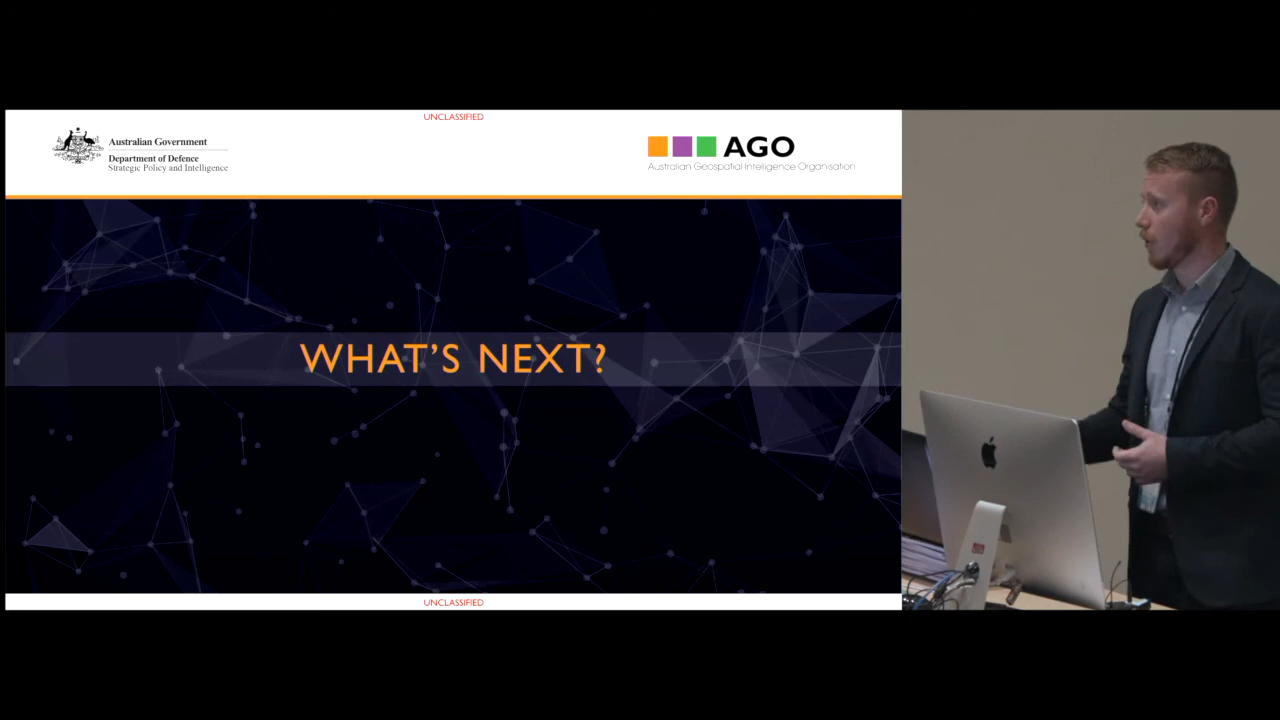 UNCLASSIFIED
Australian Government
Department of Defence
Strategic Policy and Intelligence
AGO
Australian Geospatial-Intelligence Organisation
WHAT'S NEXT?
UNCLASSIFIED